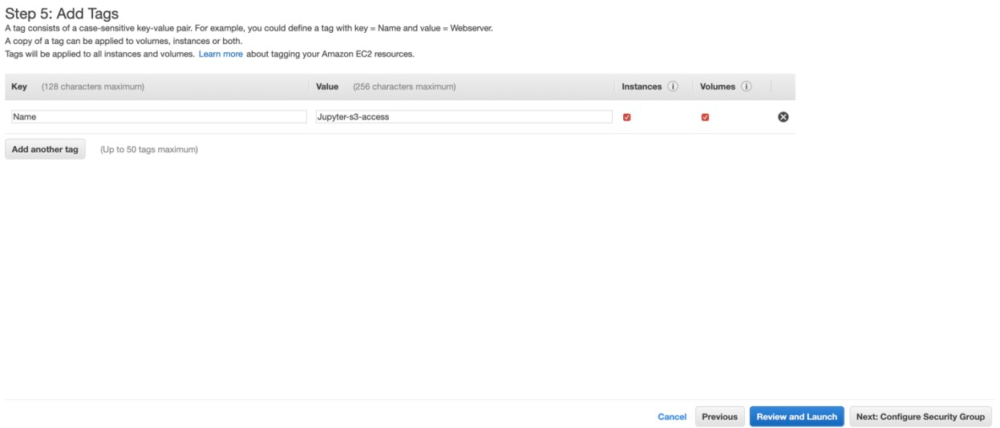 Step 5: Add Tags
A tag consists of a case-sensitive key-value pair. For example, you could define a tag with key = Name and value = Webserver.
A copy of a tag can be applied to volumes, instances or both.
Tags will be applied to all instances and volumes. Learn more about tagging your Amazon EC2 resources.
Key (128 characters maximum) Value (256 characters maximum) Instances i Volumes i
Name Jupyter-s3-access
Add another tag (Up to 50 tags maximum)
Cancel Previous Review and Launch Next: Configure Security Group